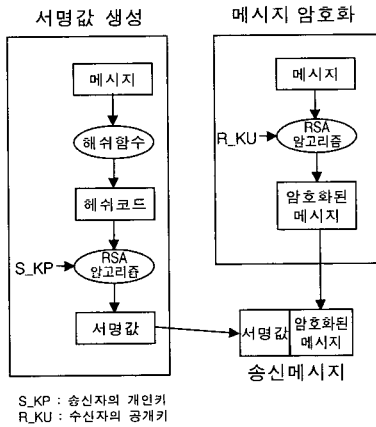 서명값 생성
메시지
해쉬함수
헤쉬코드
S_KP
RSA
알고리즘
서명값
메시지 암호화
메시지
R_KU
RSA
알고리즘
암호화된
메시지
서명값
암호화된
메시지
송신메시지
S_KP : 송신자의 개인키
R_KU : 수신자의 공개키